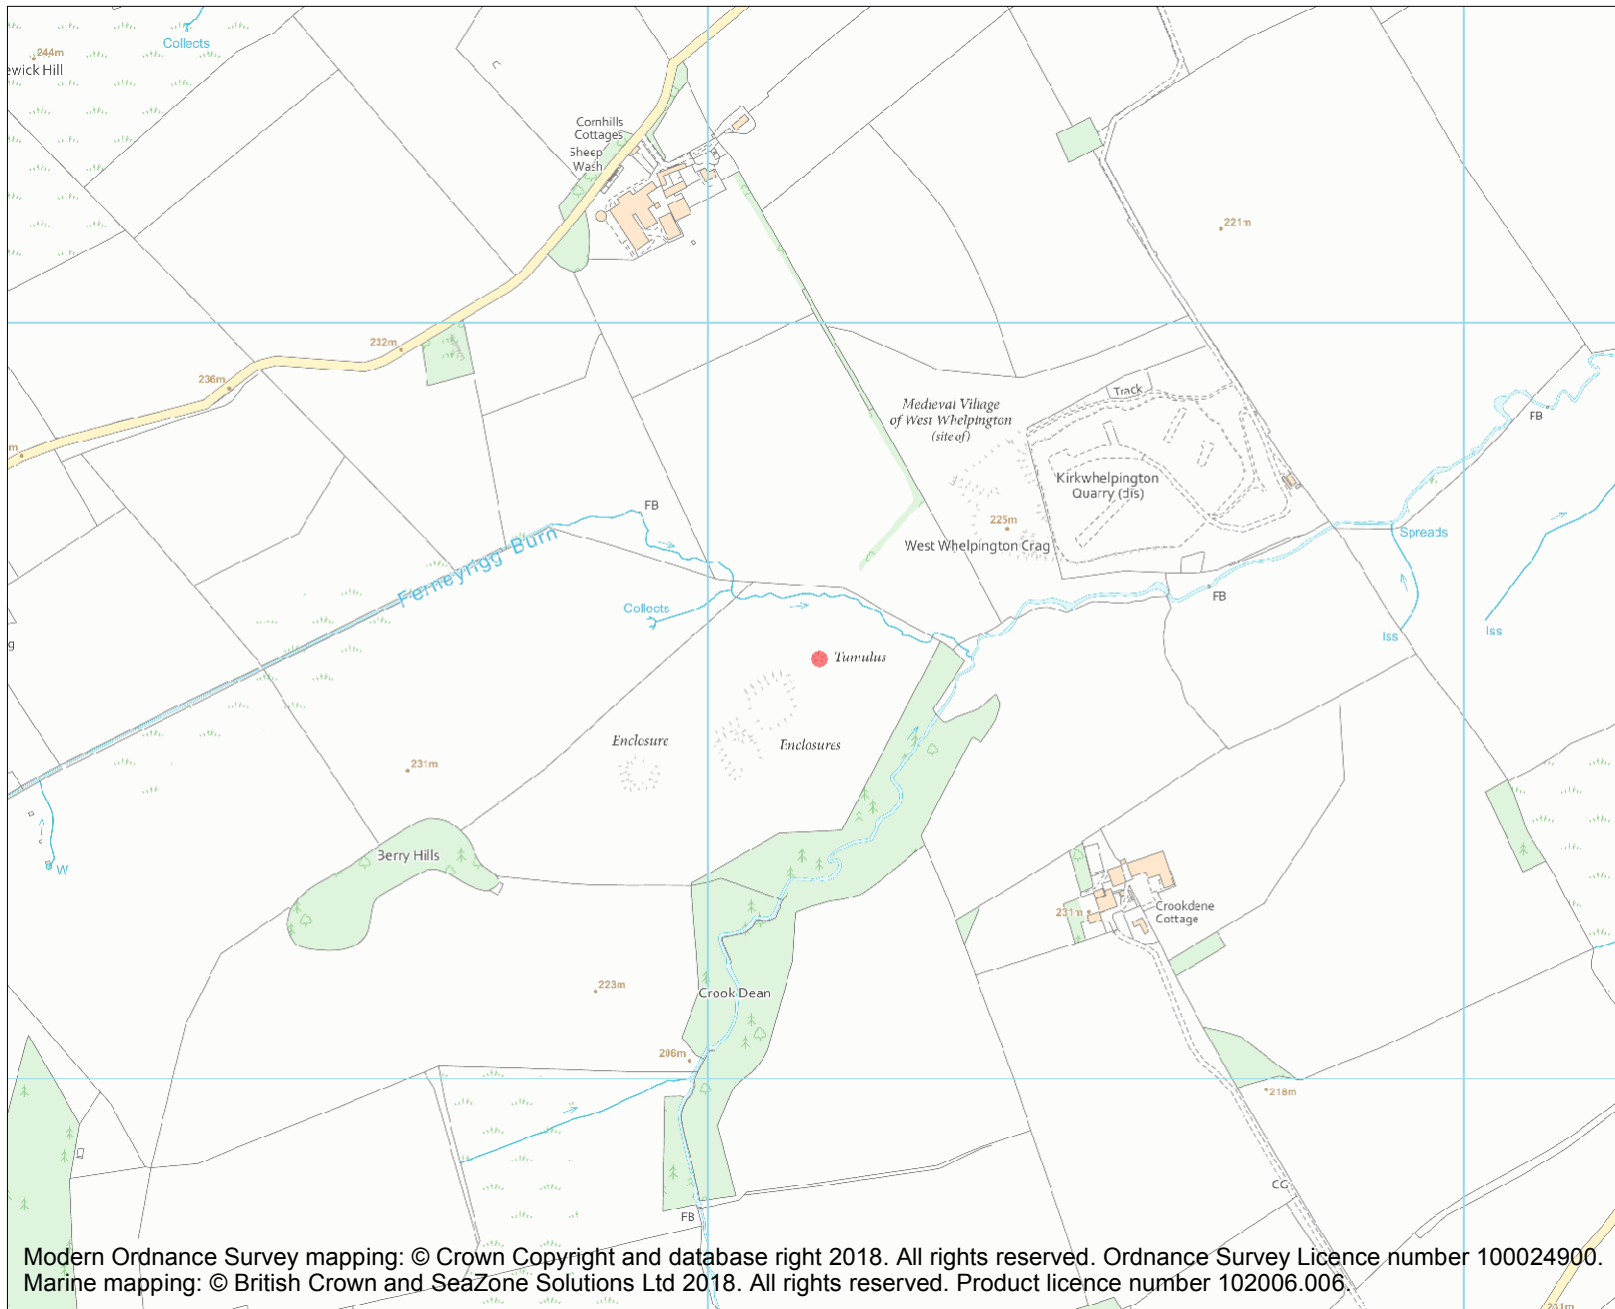 Collects
244m
ewick Hill
Cornhills
Cottages
Sheep
Wash
221m
232m
236m
m
Track
Medieval Village
of West Whelpington
(site of)
FB
Kirkwhelpington
Quarry (dis)
FB
225m
West Whelpington Crag
Spreads
Ferneyrigg Burn
FB
Collects
Iss
Iss
g
Tumulus
Enclosure
Enclosures
231m
Berry Hills
W
231m
Crookdene
Cottage
223m
Crook Dean
206m
218m
CG
FB
Modern Ordnance Survey mapping: © Crown Copyright and database right 2018. All rights reserved. Ordnance Survey Licence number 100024900.
Marine mapping: © British Crown and SeaZone Solutions Ltd 2018. All rights reserved. Product licence number 102006.006.